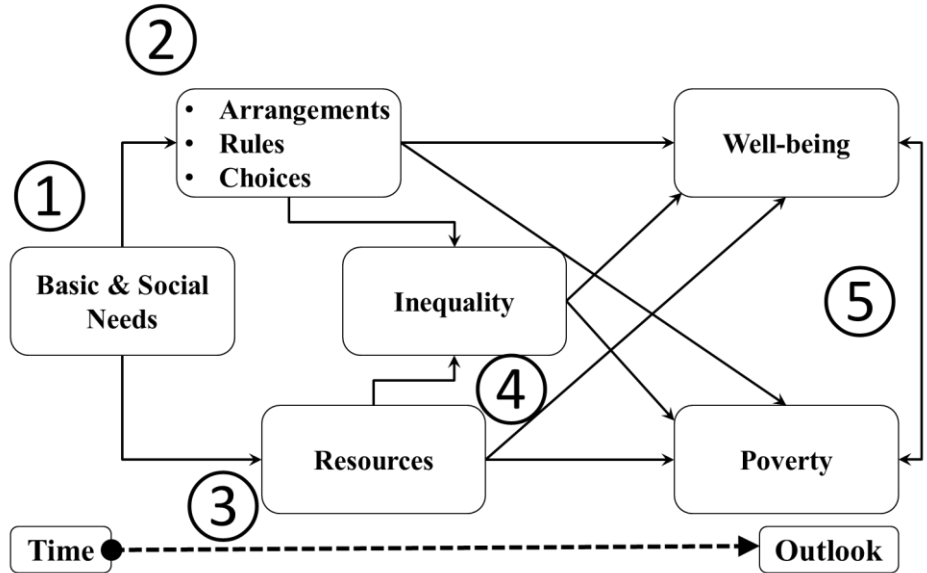 ②
• Arrangements
• Rules
• Choices
Well-being
①
Basic & Social
Needs
Inequality
⑤
④
Resources
Poverty
③
Time
Outlook